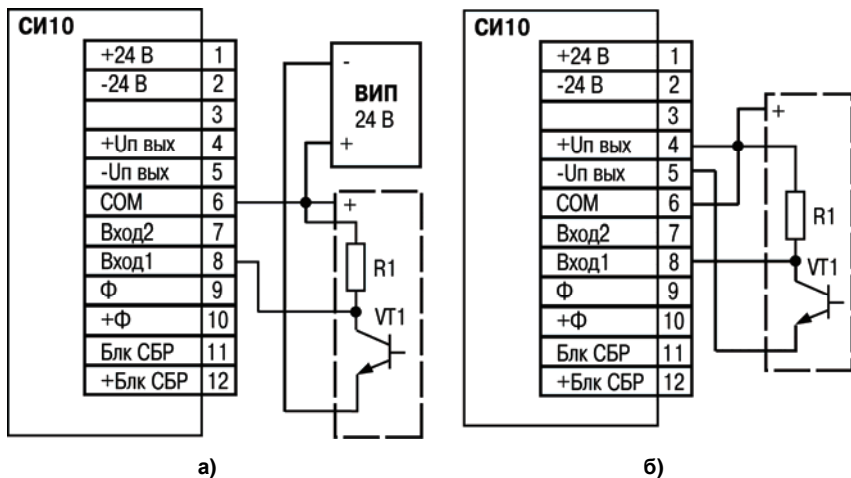 СИ10
+24 В 1
-24 В 2
3
+Uп вых 4
-Uп вых 5
COM 6
Вход2 7
Вход1 8
Ф 9
+Ф 10
Блк СБР 11
+Блк СБР 12
-
ВИП
24 В
+
+
R1
VT1
а)
СИ10
+24 В 1
-24 В 2
3
+Uп вых 4
-Uп вых 5
COM 6
Вход2 7
Вход1 8
Ф 9
+Ф 10
Блк СБР 11
+Блк СБР 12
+
R1
VT1
б)